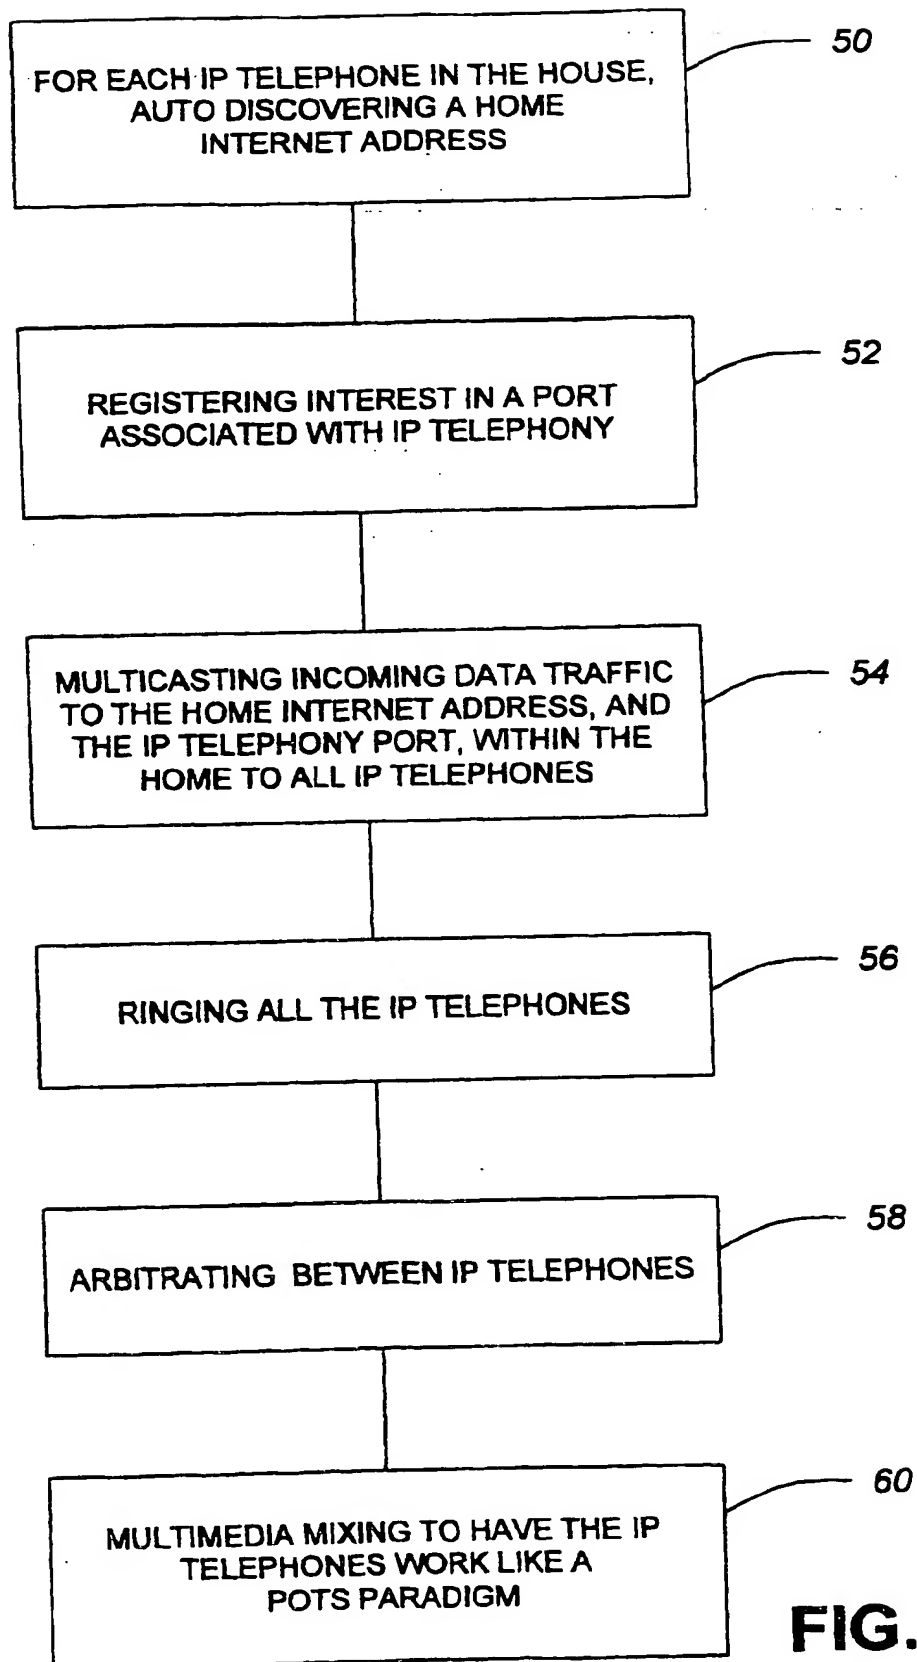 FOR EACH IP TELEPHONE IN THE HOUSE,
AUTO DISCOVERING A HOME
INTERNET ADDRESS
50
REGISTERING INTEREST IN A PORT
ASSOCIATED WITH IP TELEPHONY
52
MULTICASTING INCOMING DATA TRAFFIC
TO THE HOME INTERNET ADDRESS, AND
THE IP TELEPHONY PORT, WITHIN THE
HOME TO ALL IP TELEPHONES
54
RINGING ALL THE IP TELEPHONES
56
ARBITRATING BETWEEN IP TELEPHONES
58
MULTIMEDIA MIXING TO HAVE THE IP
TELEPHONES WORK LIKE A
POTS PARADIGM
60
FIG.